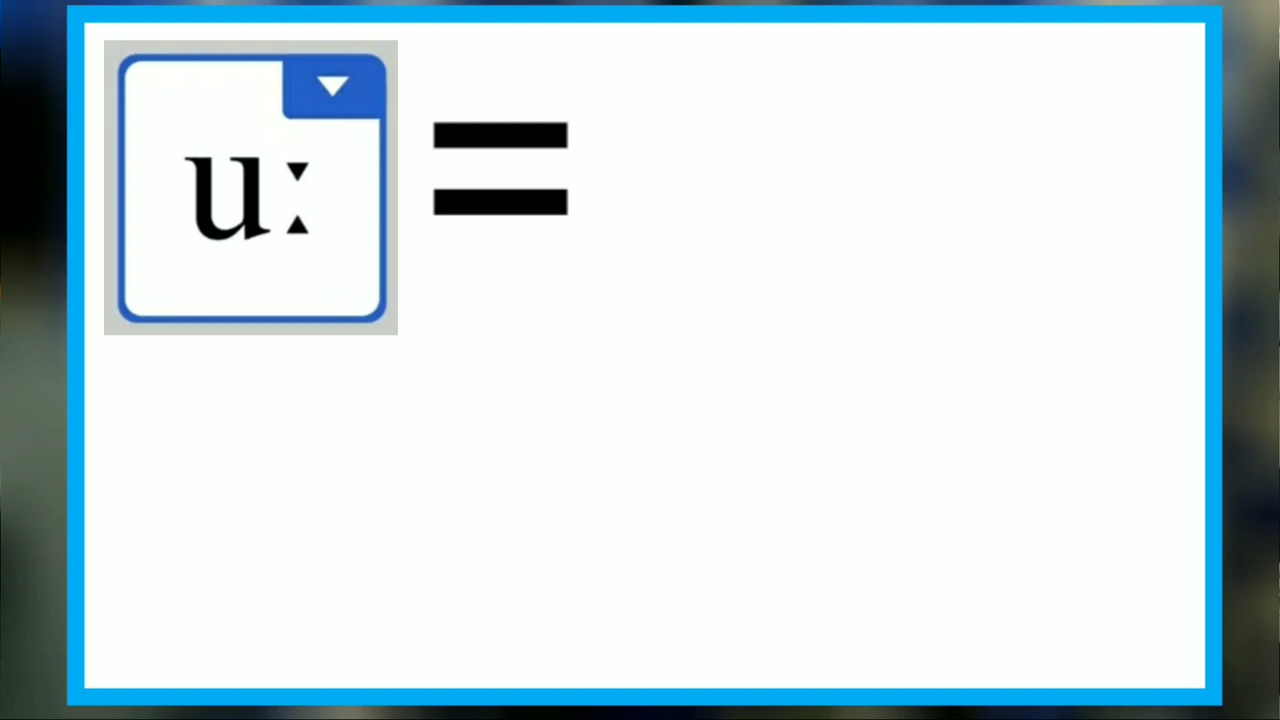 uː =